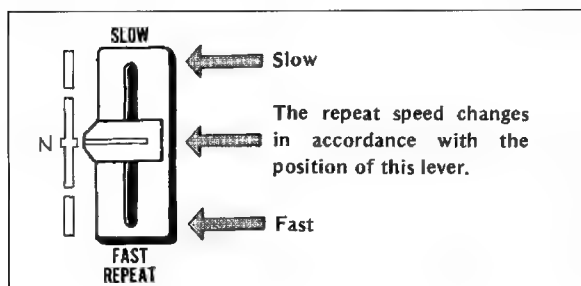 SLOW
Slow
N
The repeat speed changes
in accordance with the
position of this lever.
Fast
FAST
REPEAT